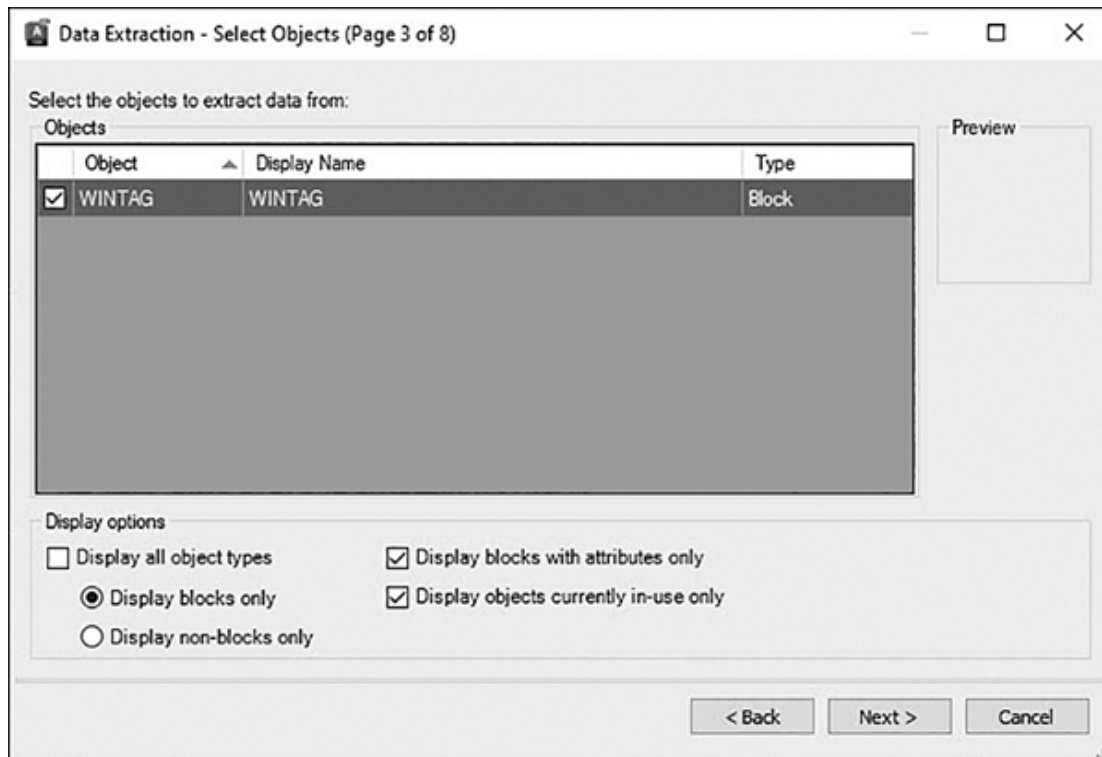 Data Extraction - Select Objects (Page 3 of 8)
Select the objects to extract data from:
Objects
Preview
Object Display Name Type
WINTAG WINTAG Block
Display options
Display all object types
Display blocks with attributes only
Display blocks only
Display objects currently in-use only
Display non-blocks only
< Back Next > Cancel